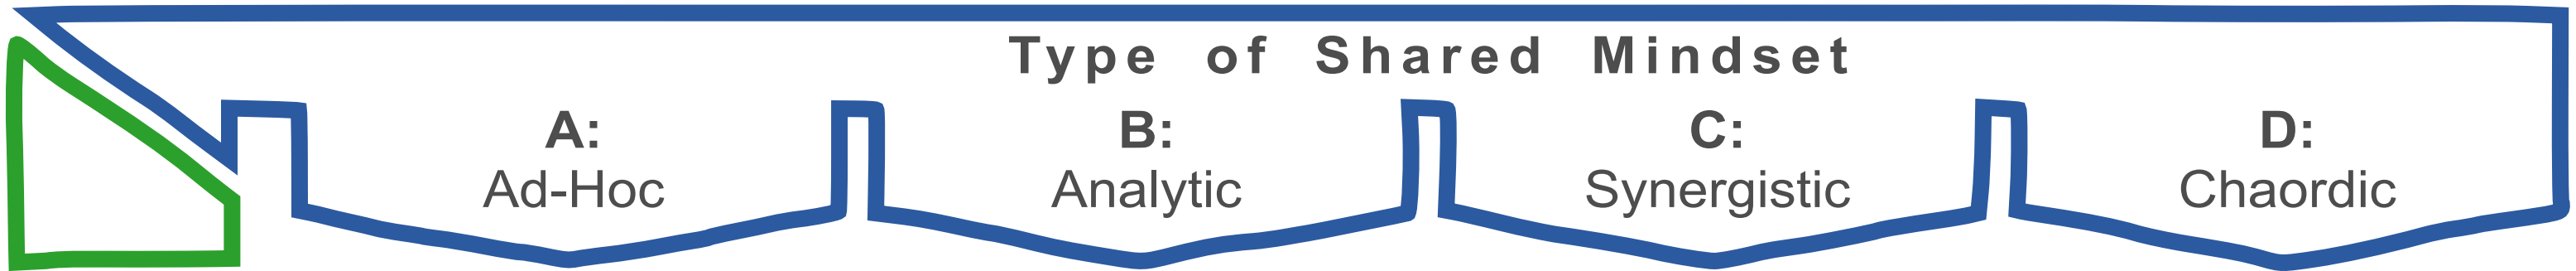 Type of Shared Mindset
A:
Ad-Hoc
B:
Analytic
C:
Synergistic
D:
Chaordic